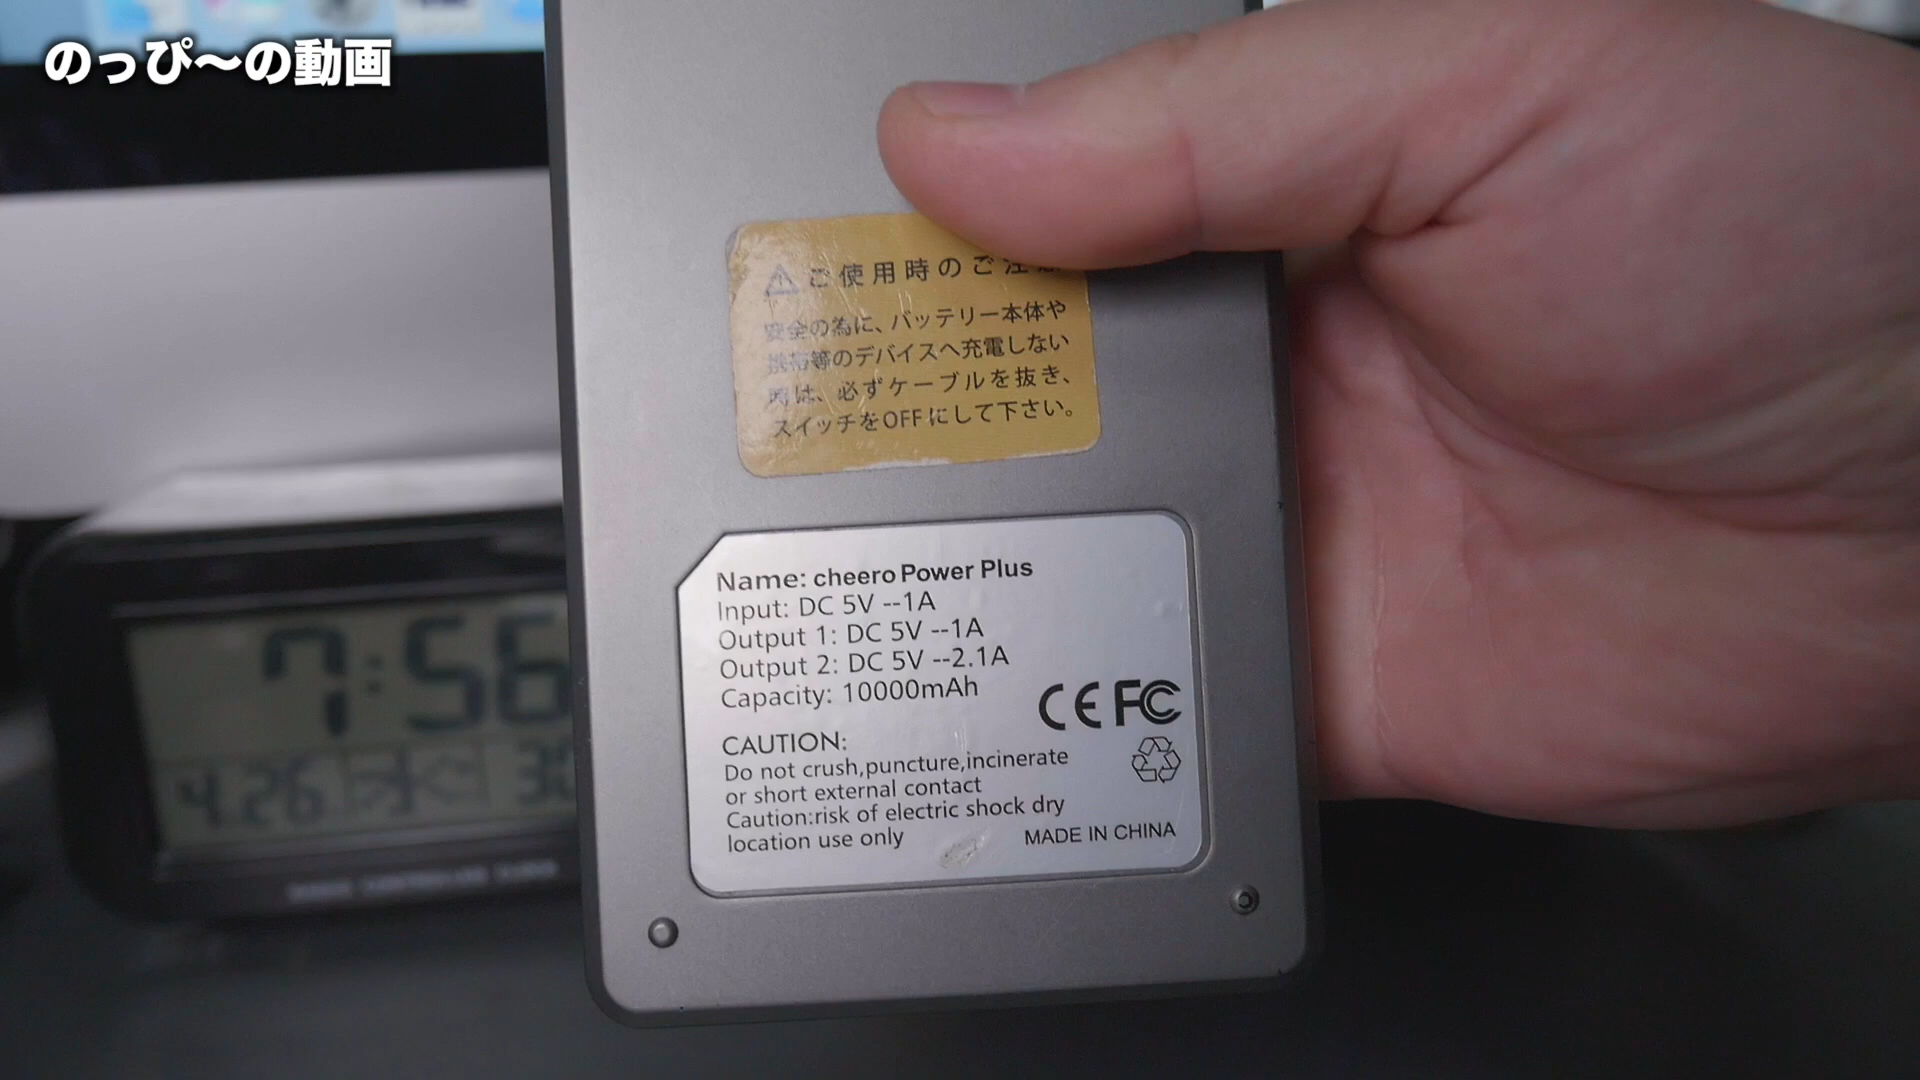 のっぴ〜の動画
ご使用時のご注
安全の為に、バッテリー本体や
携帯等のデバイスへ充電しない
時は、必ずケーブルを抜き、
スイッチをOFFにして下さい。
Name: cheero Power Plus
Input: DC 5V --1A
Output 1: DC 5V --1A
Output 2: DC 5V --2.1A
Capacity: 10000mAh
CE FC
CAUTION:
Do not crush,puncture,incinerate
or short external contact
Caution:risk of electric shock dry
location use only
MADE IN CHINA
7:56
4.26